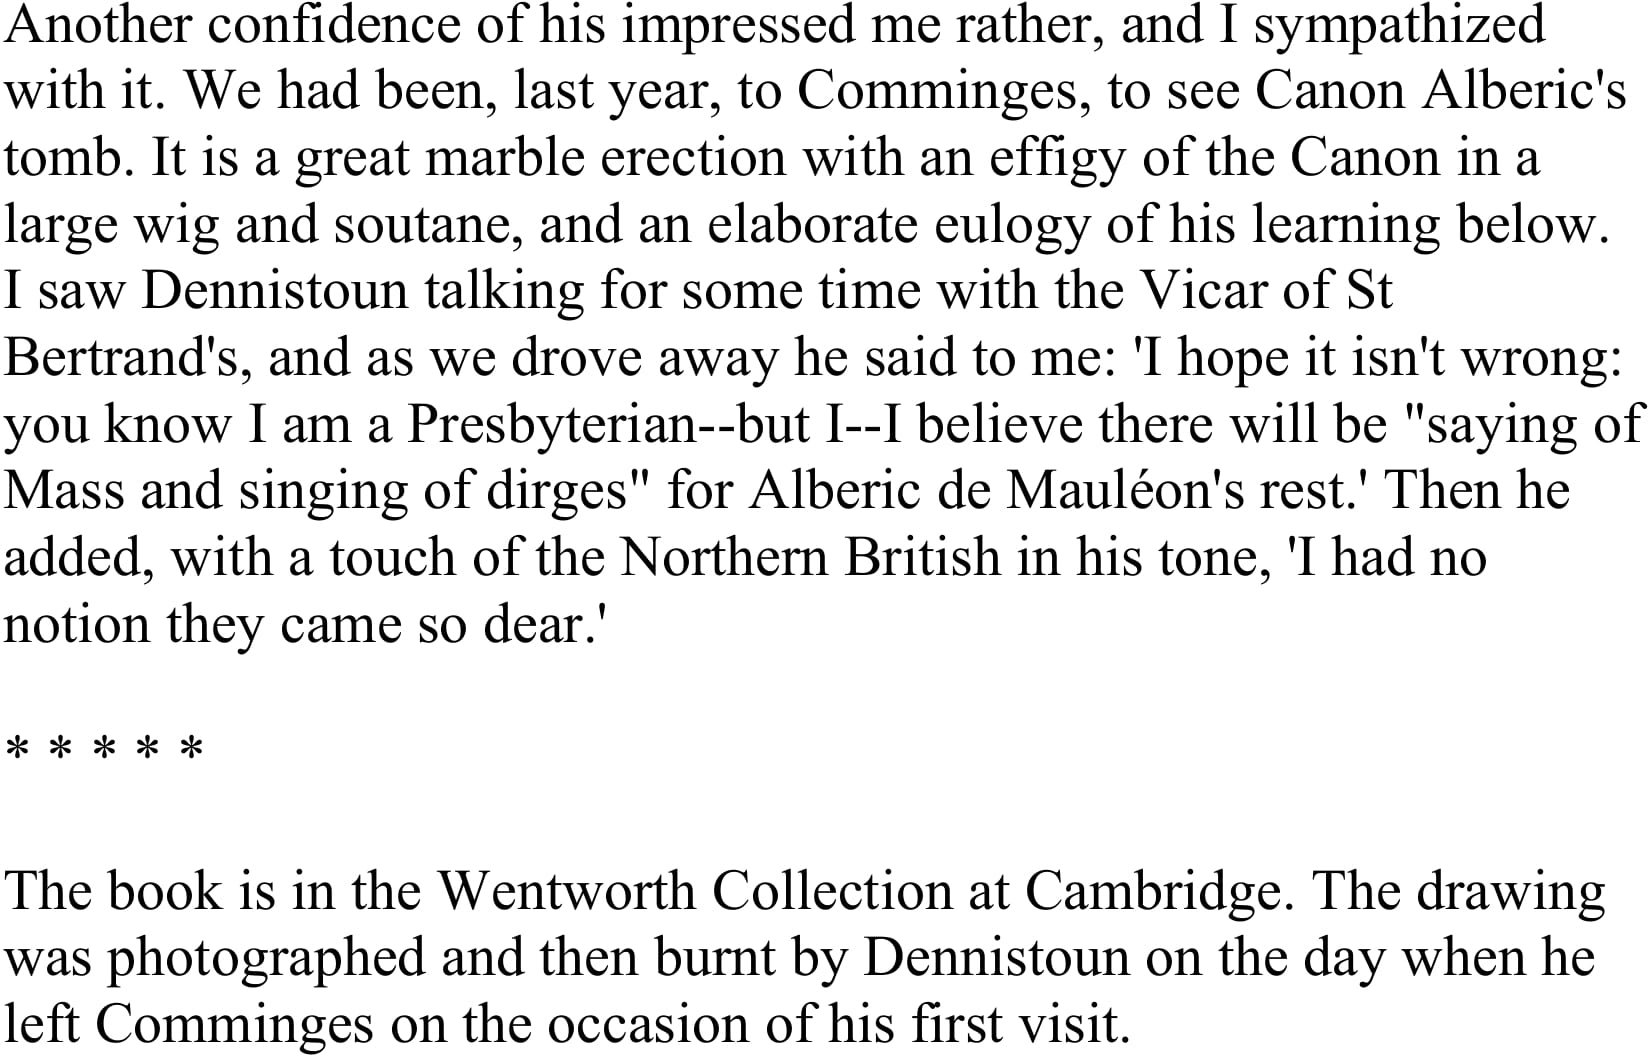 Another confidence of his impressed me rather, and I sympathized
with it. We had been, last year, to Comminges, to see Canon Alberic's
tomb. It is a great marble erection with an effigy of the Canon in a
large wig and soutane, and an elaborate eulogy of his learning below.
I saw Dennistoun talking for some time with the Vicar of St
Bertrand's, and as we drove away he said to me: 'I hope it isn't wrong:
you know I am a Presbyterian--but I--I believe there will be "saying of
Mass and singing of dirges" for Alberic de Mauléon's rest.' Then he
added, with a touch of the Northern British in his tone, 'I had no
notion they came so dear.'
* * * * *
The book is in the Wentworth Collection at Cambridge. The drawing
was photographed and then burnt by Dennistoun on the day when he
left Comminges on the occasion of his first visit.